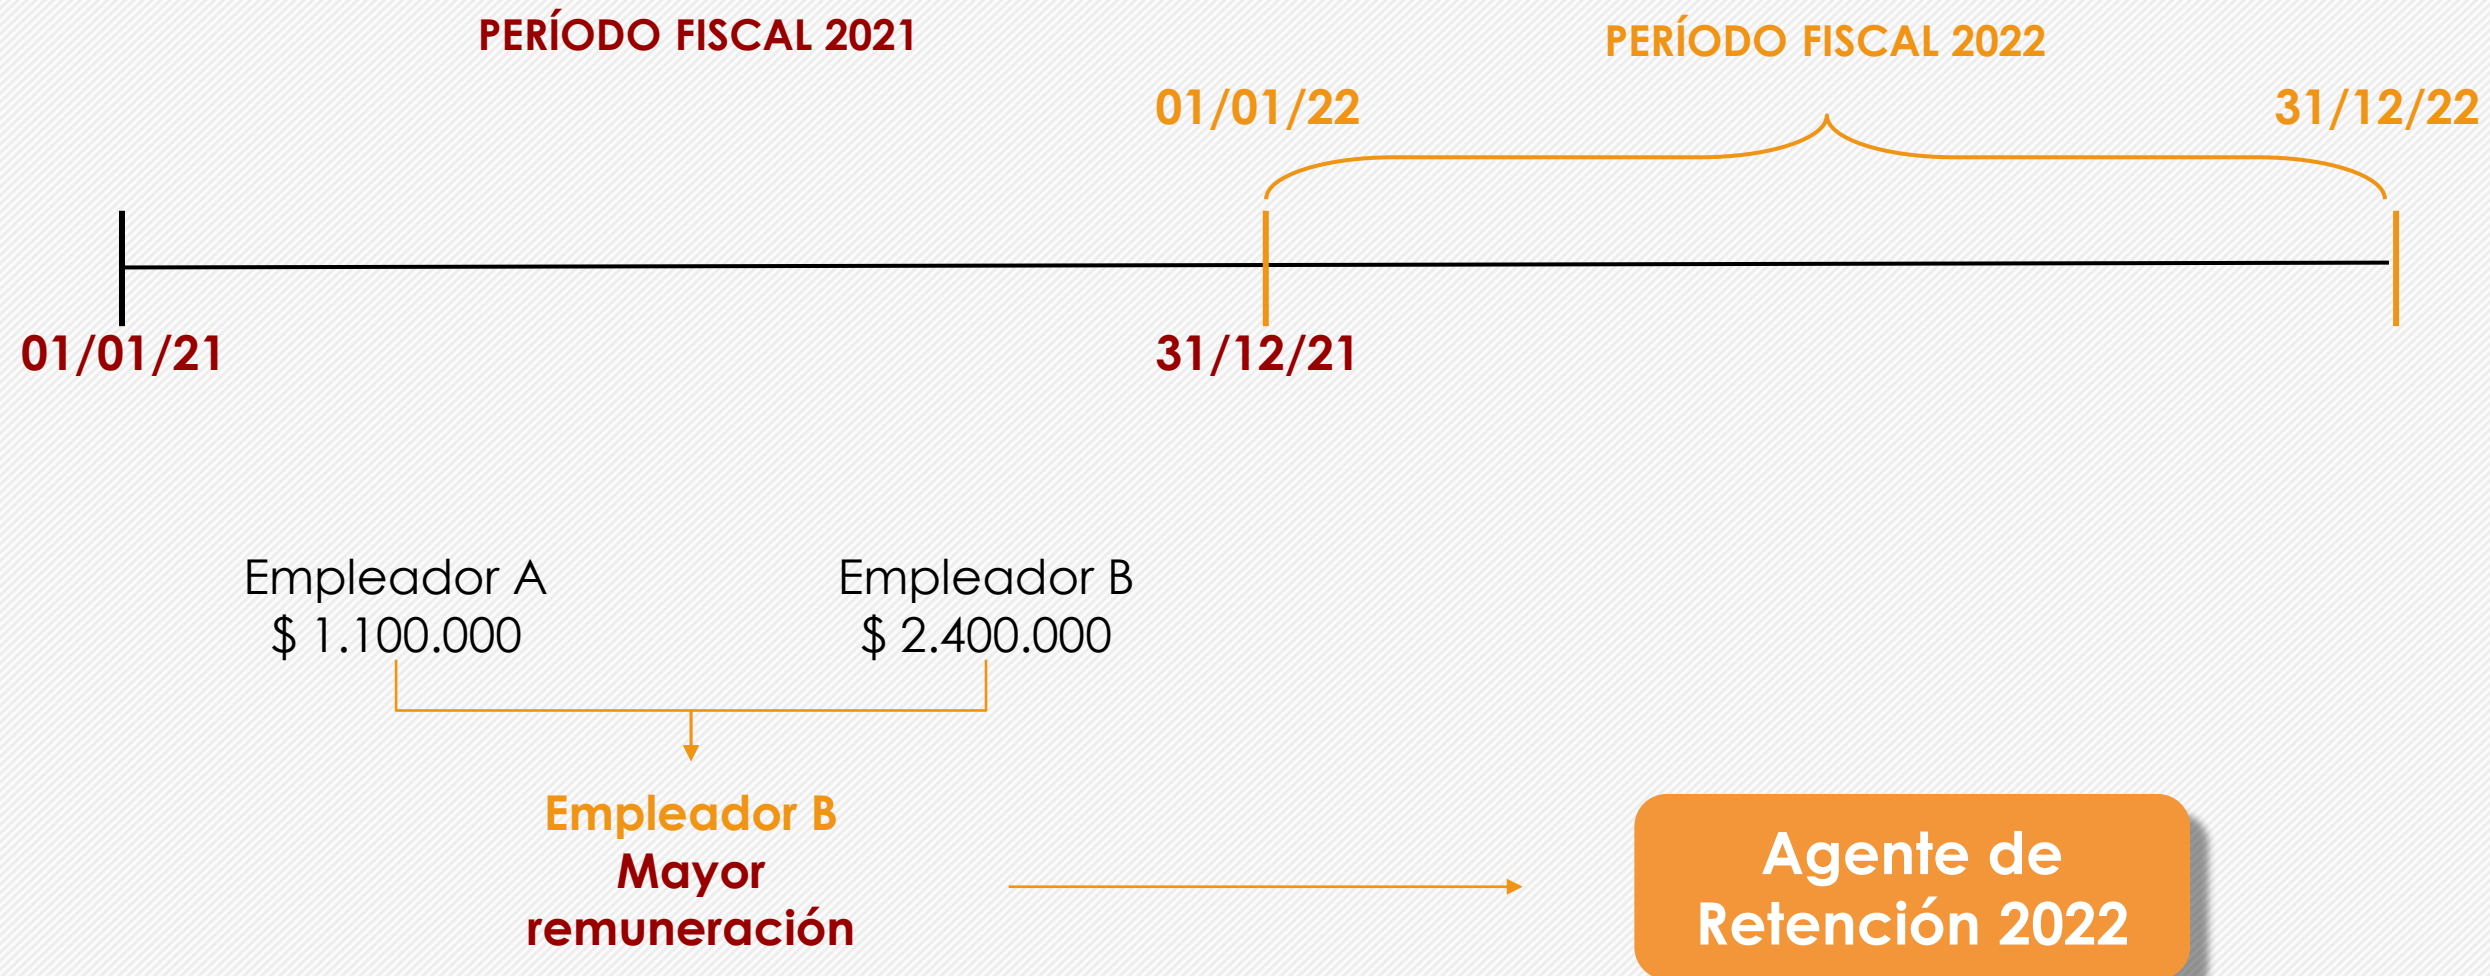 PERÍODO FISCAL 2021
PERÍODO FISCAL 2022
01/01/22
31/12/22
01/01/21
31/12/21
Empleador A
$ 1.100.000
Empleador B
$ 2.400.000
Empleador B
Mayor
remuneración
Agente de
Retención 2022